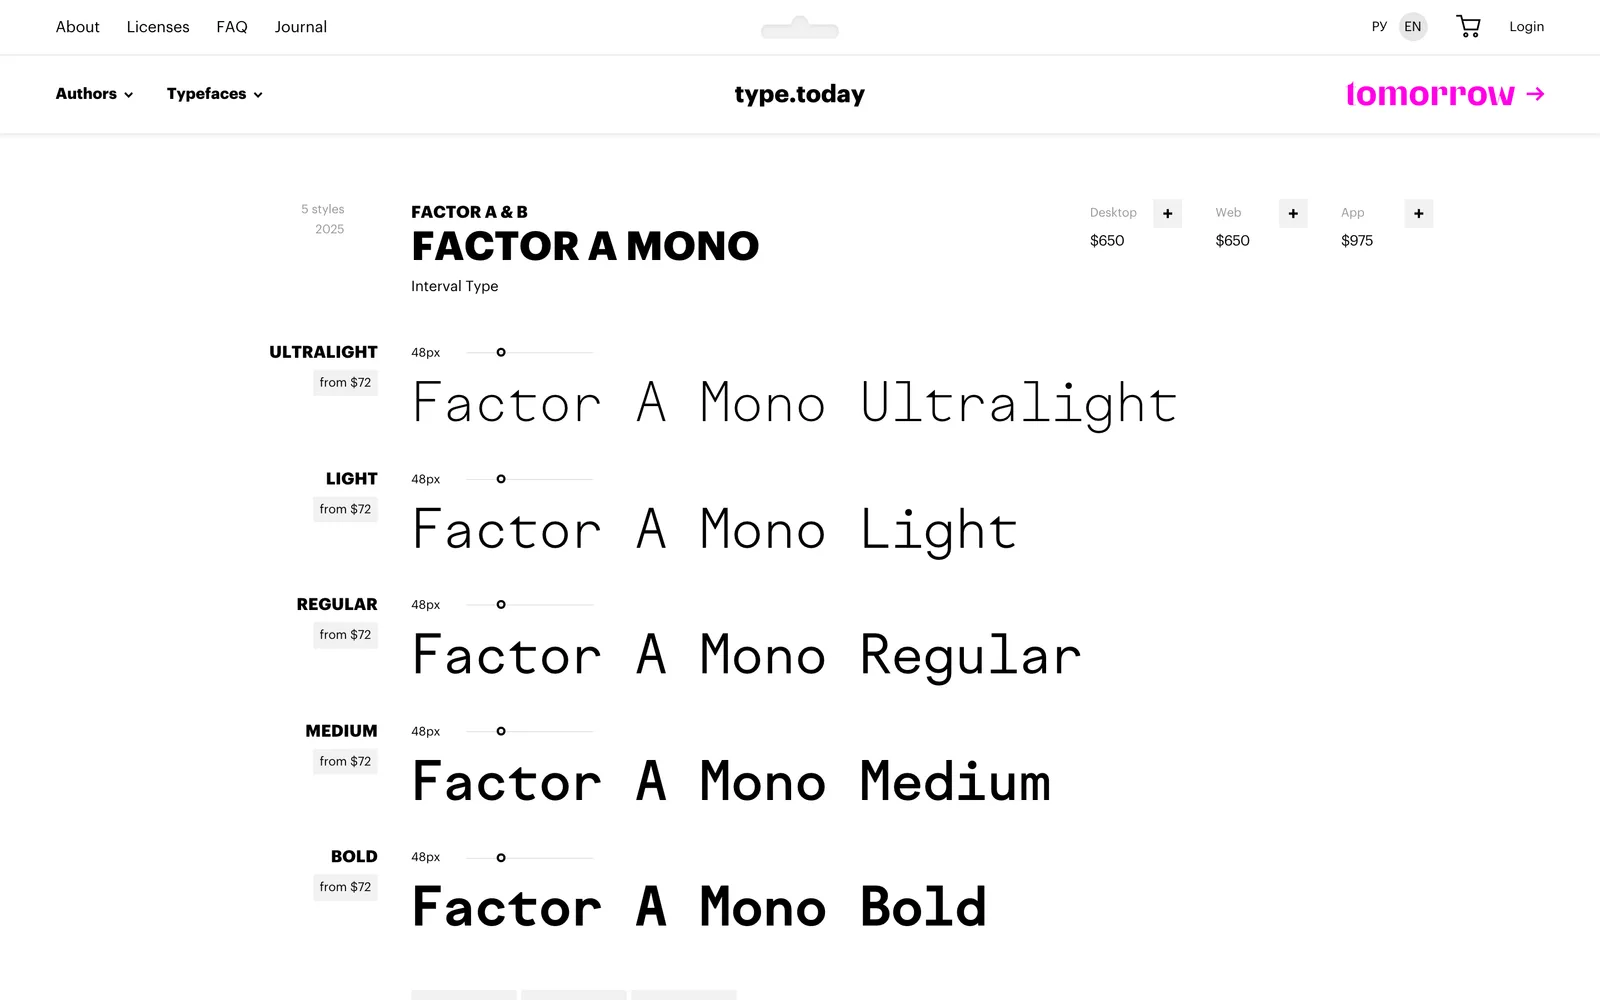 About Licenses FAQ Journal
РУ EN Login
Authors Typefaces
type.today
tomorrow →
5 styles
2025
FACTOR A & B
FACTOR A MONO
Interval Type
Desktop + Web + App +
$650 $650 $975
ULTRALIGHT
from $72
48px
Factor A Mono Ultralight
LIGHT
from $72
48px
Factor A Mono Light
REGULAR
from $72
48px
Factor A Mono Regular
MEDIUM
from $72
48px
Factor A Mono Medium
BOLD
from $72
48px
Factor A Mono Bold